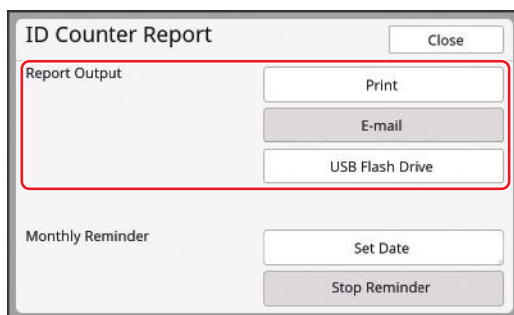 ID Counter Report
Close
Report Output
Print
E-mail
USB Flash Drive
Monthly Reminder
Set Date
Stop Reminder